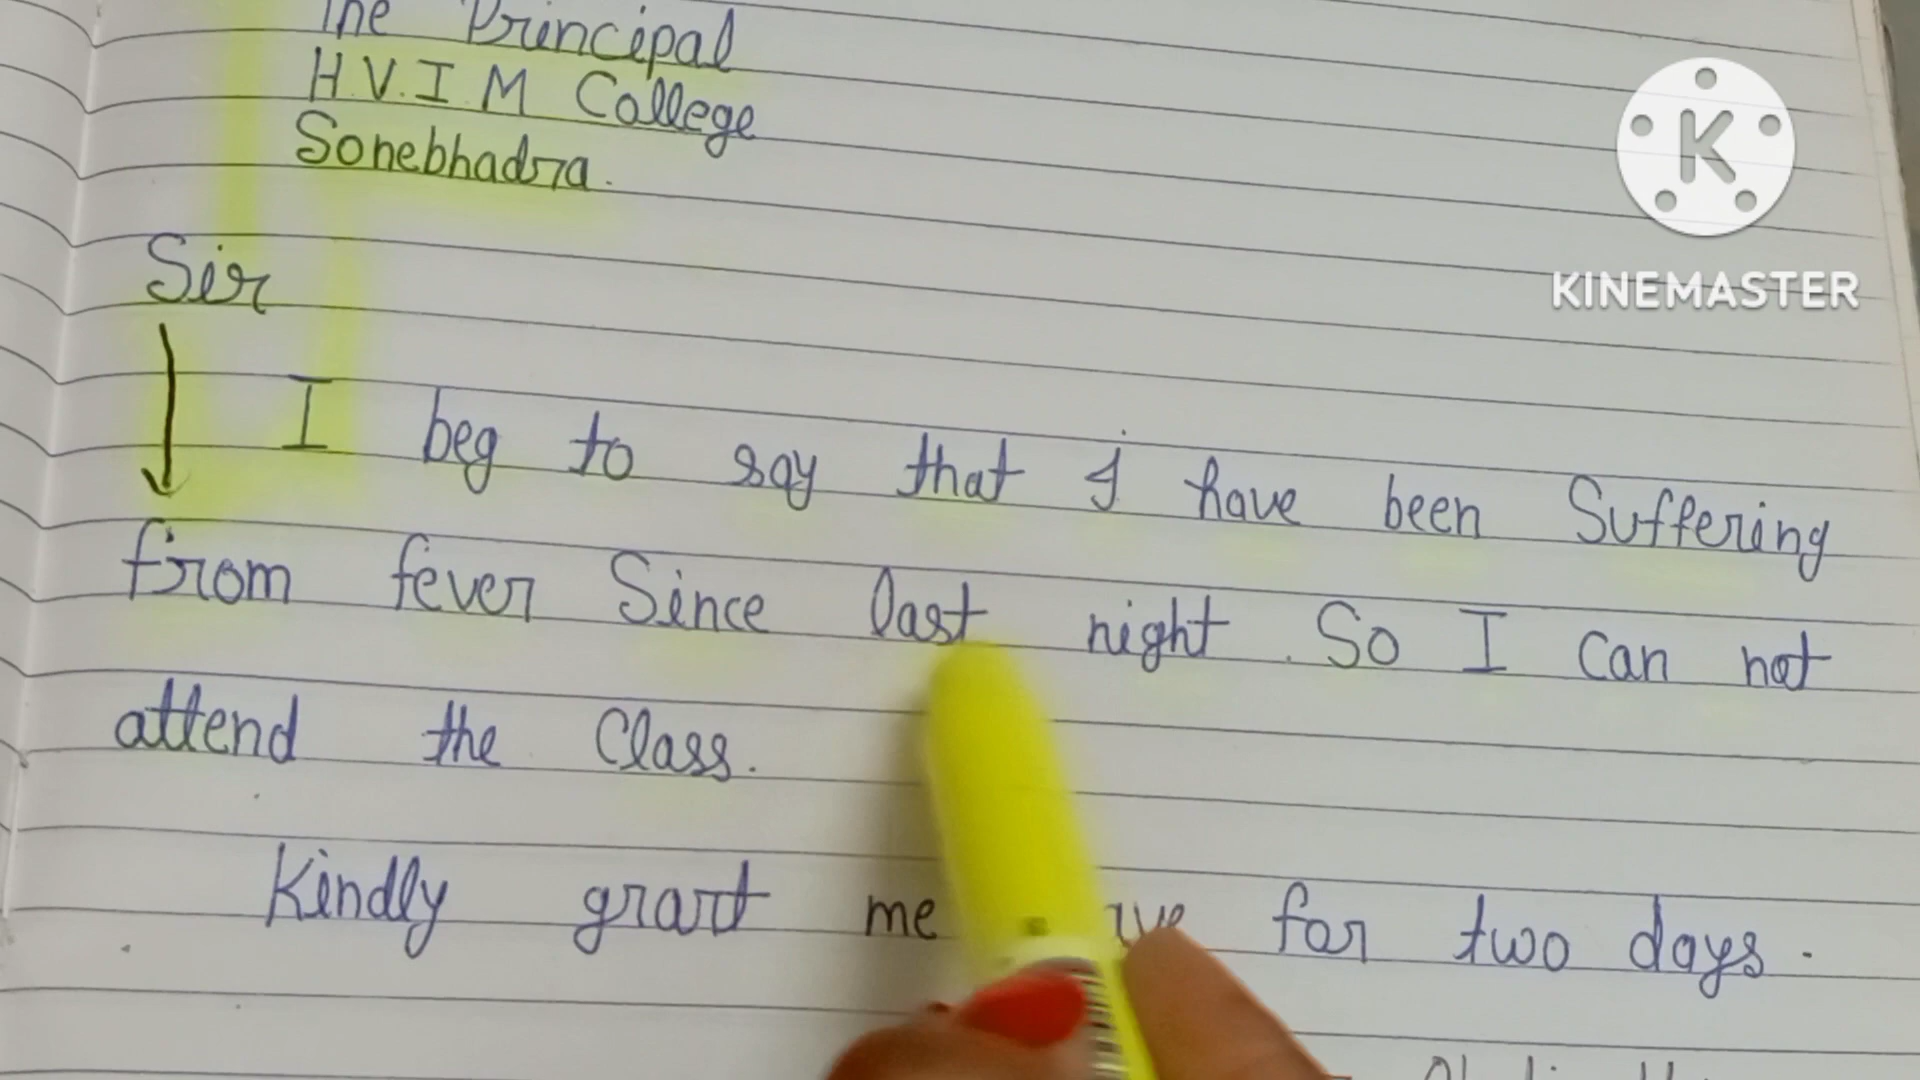 The Principal
H.V.I.M College
Sonebhadra.
Sir
I beg to say that I have been Suffering
from fever Since last night. So I can not
attend the Class.
Kindly grant me for two days.
K
KINEMASTER